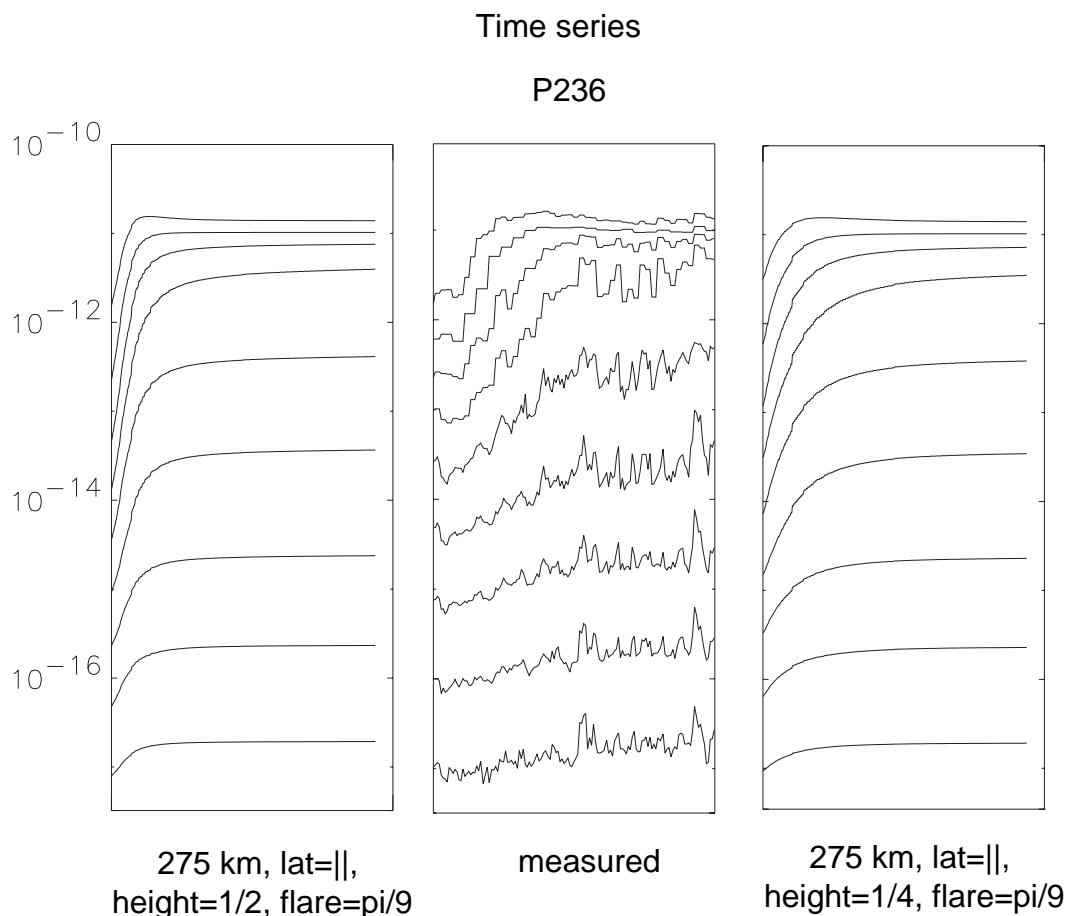 Time series
P236
10−10
10−12
10−14
10−16
275 km, lat=||,
height=1/2, flare=pi/9
measured
275 km, lat=||,
height=1/4, flare=pi/9